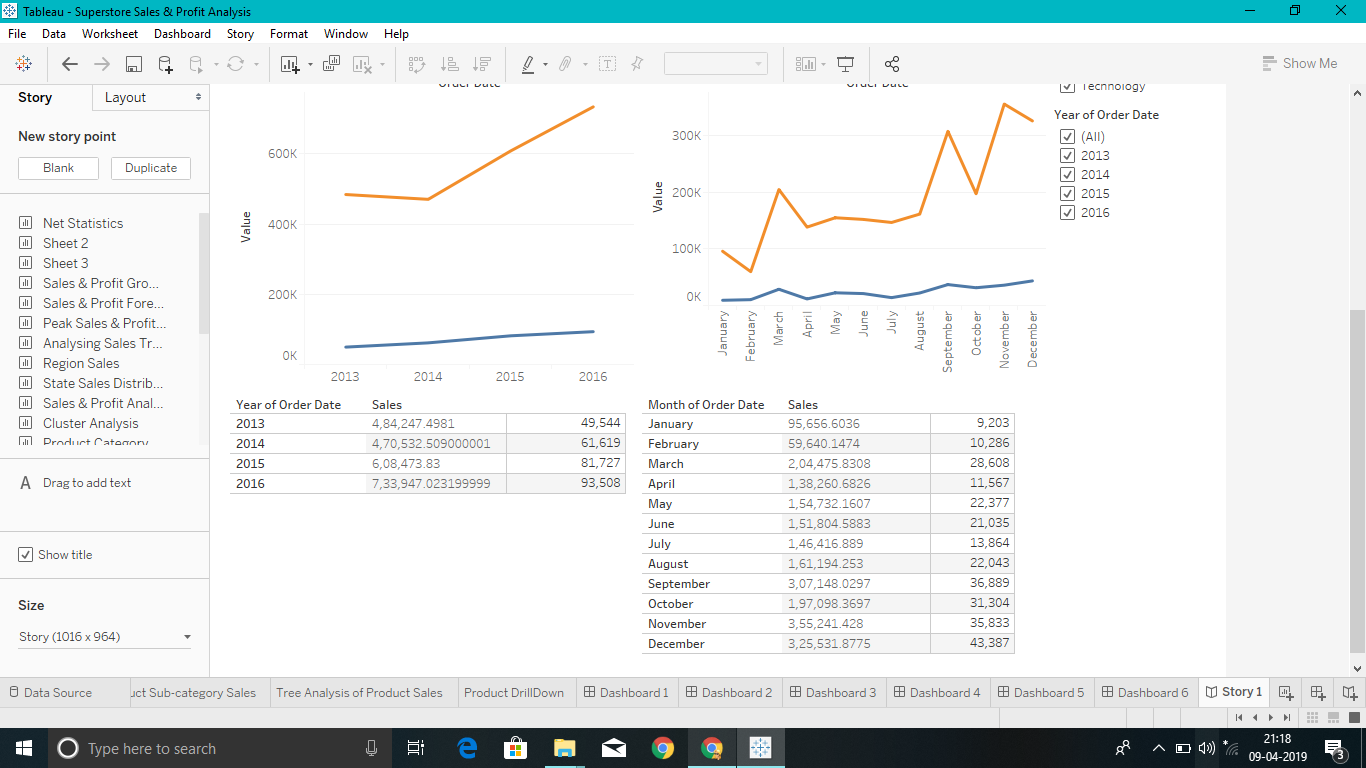 Tableau - Superstore Sales & Profit Analysis
File Data Worksheet Dashboard Story Format Window Help
Show Me
Story Layout
New story point
Blank Duplicate
Net Statistics
Sheet 2
Sheet 3
Sales & Profit Gro...
Sales & Profit Fore...
Peak Sales & Profit...
Analysing Sales Tr...
Region Sales
State Sales Distrib...
Sales & Profit Anal...
Cluster Analysis
Product Category
A Drag to add text
Show title
Size
Story (1016 x 964)
Order Date
Value
600K
400K
200K
0K
2013 2014 2015 2016
Order Date
Value
300K
200K
100K
0K
January February March April May June July August September October November December
Technology
Year of Order Date
(All)
2013
2014
2015
2016
Year of Order Date Sales
2013 4,84,247.4981 49,544
2014 4,70,532.509000001 61,619
2015 6,08,473.83 81,727
2016 7,33,947.023199999 93,508
Month of Order Date Sales
January 95,656.6036 9,203
February 59,640.1474 10,286
March 2,04,475.8308 28,608
April 1,38,260.6826 11,567
May 1,54,732.1607 22,377
June 1,51,804.5883 21,035
July 1,46,416.889 13,864
August 1,61,194.253 22,043
September 3,07,148.0297 36,889
October 1,97,098.3697 31,304
November 3,55,241.428 35,833
December 3,25,531.8775 43,387
Data Source uct Sub-category Sales Tree Analysis of Product Sales Product DrillDown Dashboard 1 Dashboard 2 Dashboard 3 Dashboard 4 Dashboard 5 Dashboard 6 Story 1
Type here to search
21:18
09-04-2019
3